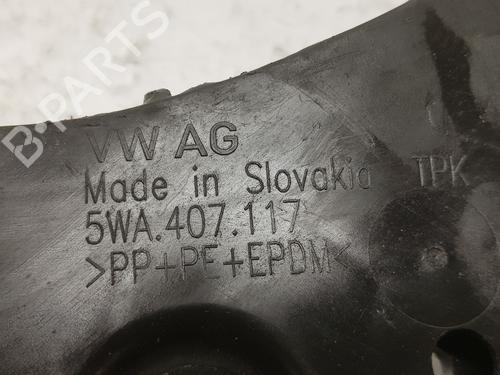 B-PARTS
VW AG
Made in Slovakia TPK
5WA.407.117
>PP+PE+EPDM<